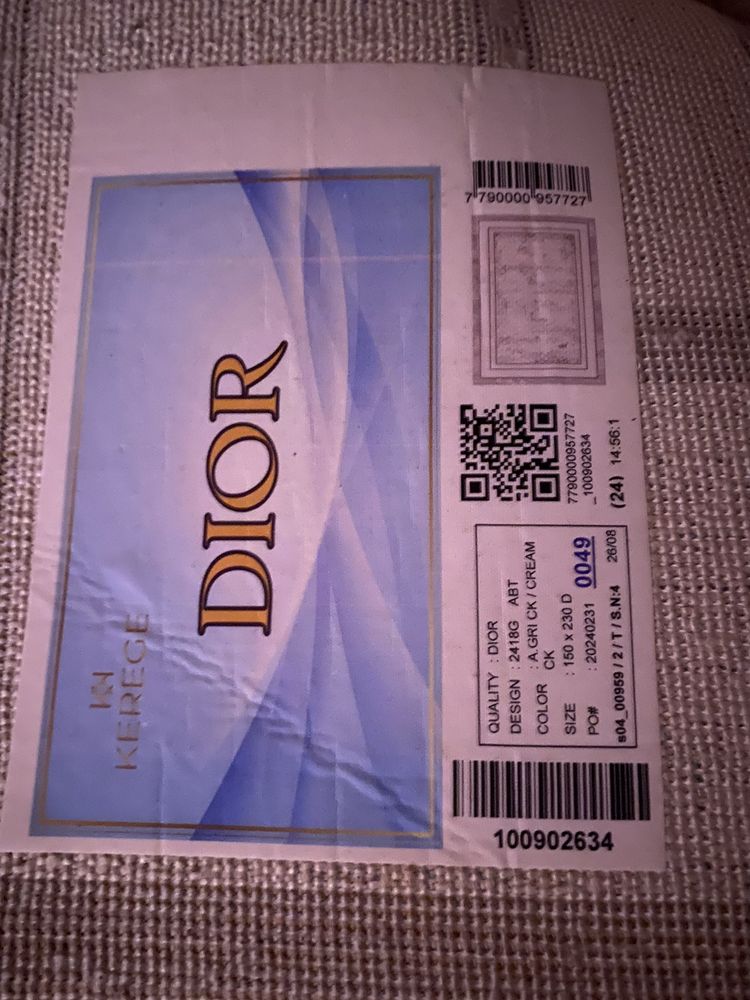 KEREGE
DIOR
7 790000 957727
7790000957727
_100902634
(24) 14:56:1
QUALITY : DIOR
DESIGN : 2418G ABT
COLOR : A.GRI CK / CREAM
CK
SIZE : 150 x 230 D
PO# : 20240231 0049
s04_00959 / 2 / T / S.N:4 26/08
100902634